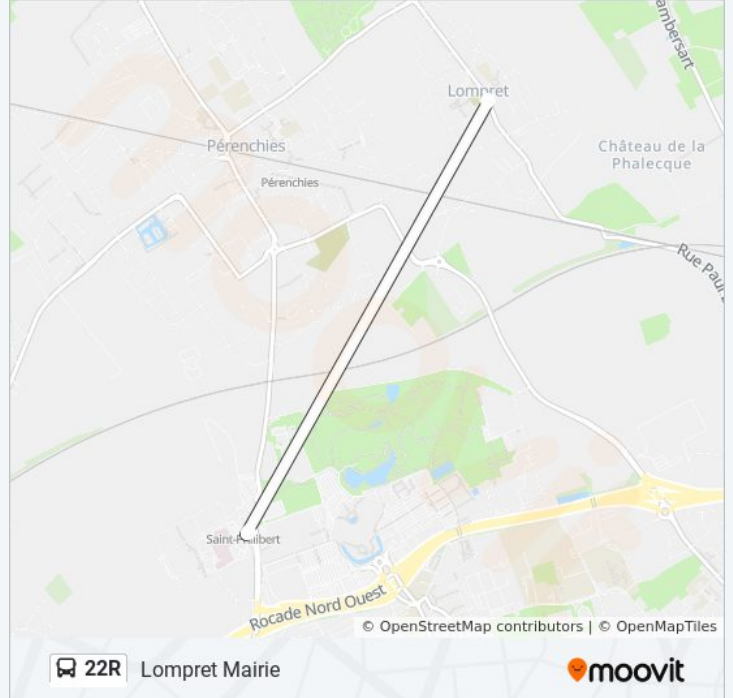 ambersart
Lompret
Pérenchies
Château de la
Phalecque
Pérenchies
Rue Paul
Saint-Philibert
Rocade Nord Ouest
© OpenStreetMap contributors | © OpenMapTiles
22R Lompret Mairie
moovit